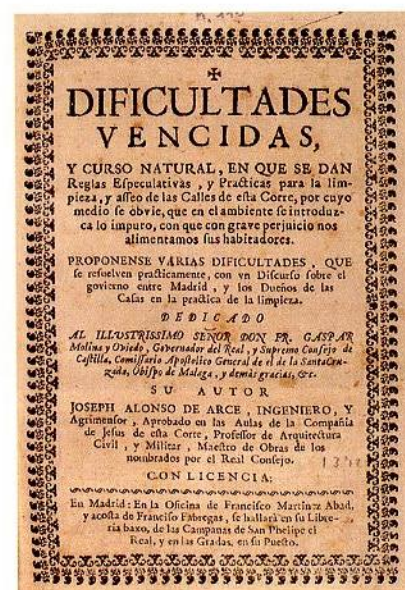 ✠
DIFICULTADES
VENCIDAS,
Y CURSO NATURAL, EN QUE SE DAN
Reglas Especulativas, y Practicas para la lim-
pieza, y asseo de las Calles de esta Corte, por cuyo
medio se obvie, que en el ambiente se introduz-
ca lo impuro, con que con grave perjuicio nos
alimentamos sus habitadores.
PROPONENSE VARIAS DIFICULTADES, QUE
se resuelven practicamente, con vn Discurso sobre el
govierno entre Madrid, y los Dueños de las
Casas en la practica de la limpieza.
DEDICADO
AL ILLVSTRISSIMO SEÑOR DON FR. GASPAR
Molina y Oviedo, Governador del Real, y Supremo Consejo de
Castilla, Comissario Apostolico General de el de la Santa Cru-
zada, Obispo de Malaga, y demàs gracias, &c.
SU AUTOR
JOSEPH ALONSO DE ARCE, INGENIERO, Y
Agrimensor, Aprobado en las Aulas de la Compañia
de Jesus de esta Corte, Professor de Arquitectura
Civil, y Militar, Maestro de Obras de los
nombrados por el Real Consejo.
CON LICENCIA:
En Madrid: En la Oficina de Francisco Martinez Abad,
y acosta de Francisco Fabregas, se hallarà en su Libre-
ria baxo, de las Campanas de San Phelipe el
Real, y en las Gradas, en su Puesto.